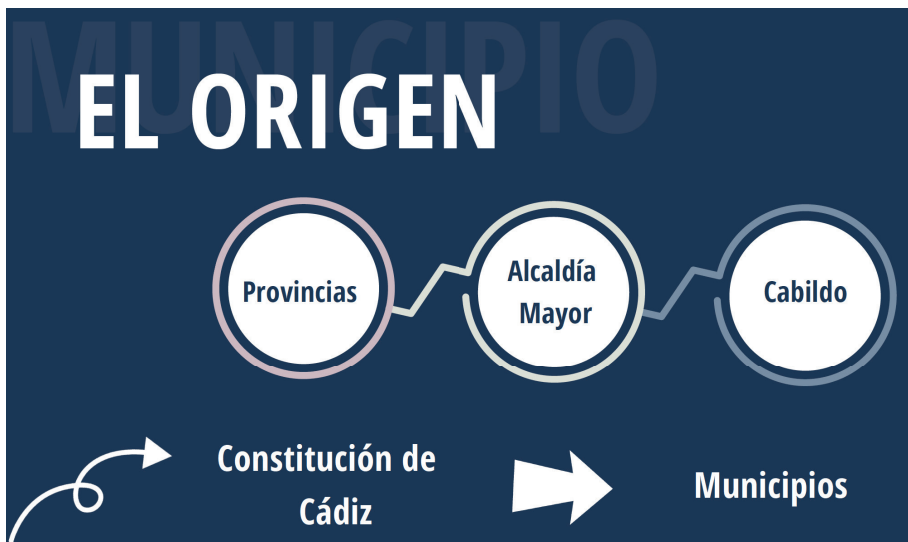 MUNICIPIO
EL ORIGEN
Provincias
Alcaldía
Mayor
Cabildo
Constitución de
Cádiz
Municipios